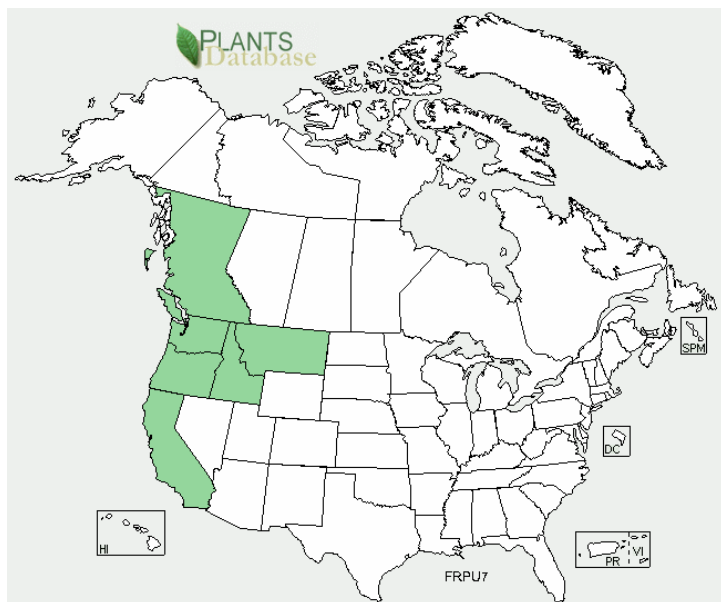 PLANTS
Database
SPM
DC
HI
PR
VI
FRPU7